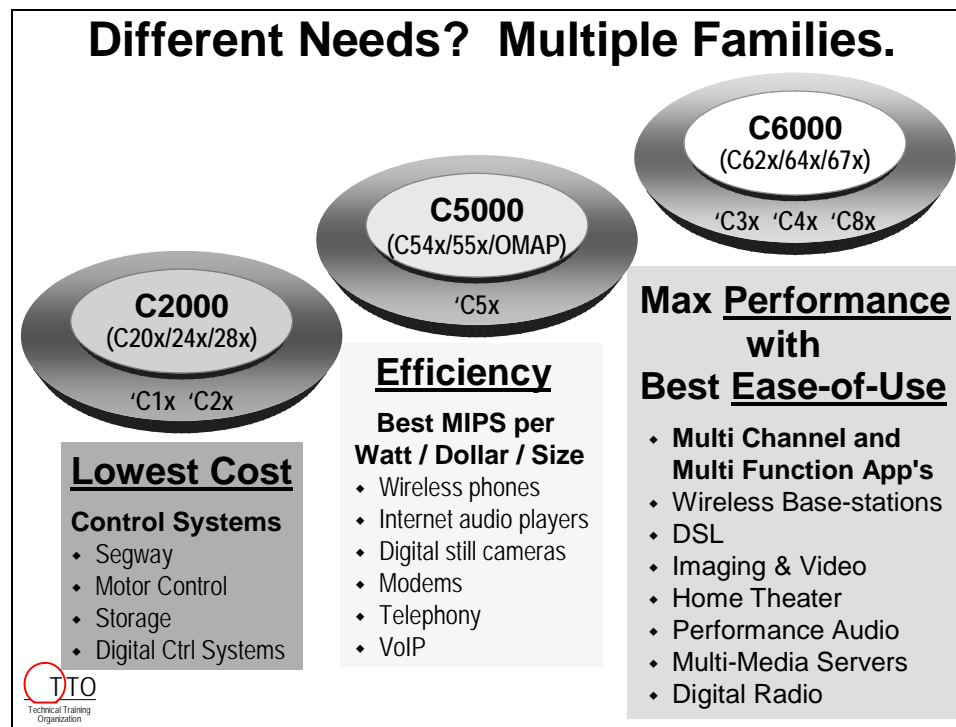 Different Needs?  Multiple Families.
C6000
(C62x/64x/67x)
‘C3x ‘C4x ‘C8x
C5000
(C54x/55x/OMAP)
‘C5x
C2000
(C20x/24x/28x)
‘C1x ‘C2x
Lowest Cost
Control Systems
Segway
Motor Control
Storage
Digital Ctrl Systems
Efficiency
Best MIPS per
Watt / Dollar / Size
Wireless phones
Internet audio players
Digital still cameras
Modems
Telephony
VoIP
Max Performance
with
Best Ease-of-Use
Multi Channel and
Multi Function App's
Wireless Base-stations
DSL
Imaging & Video
Home Theater
Performance Audio
Multi-Media Servers
Digital Radio
TTO
Technical Training
Organization